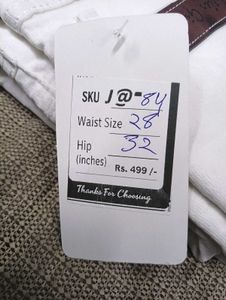 SKU J @-84
Waist Size 28
Hip 32
(inches)
Rs. 499 /-
Thanks For Choosing